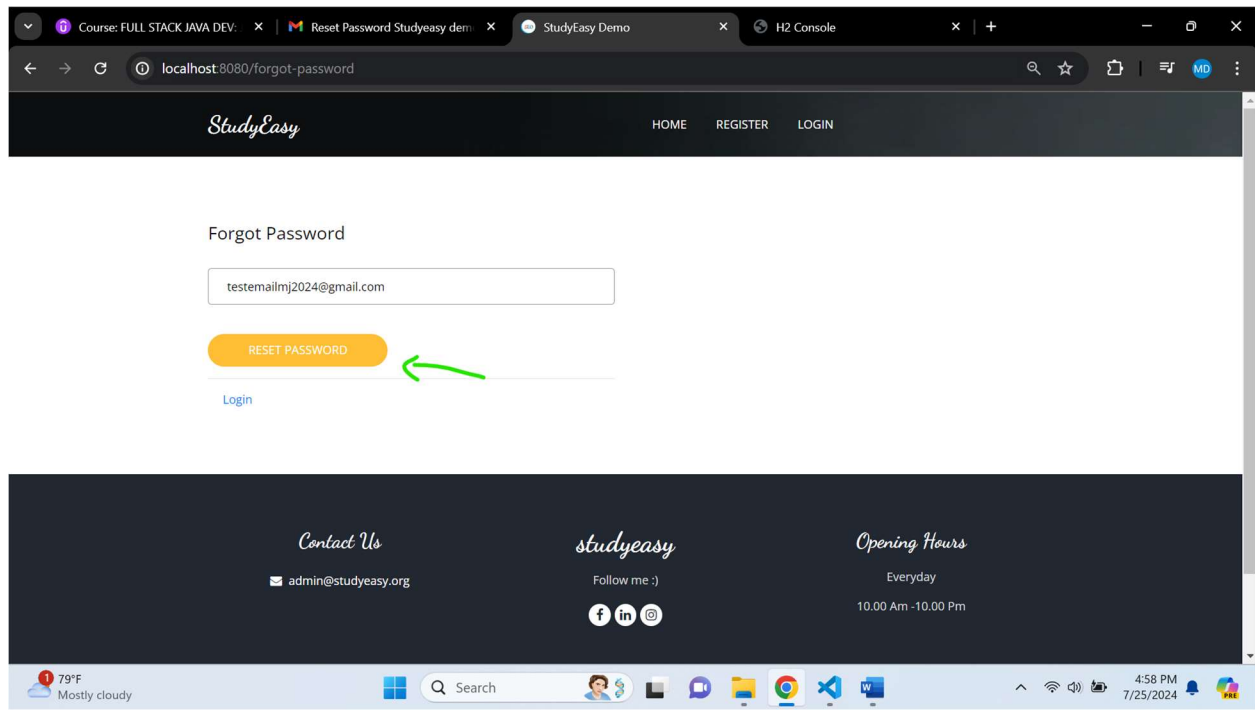 Course: FULL STACK JAVA DEV:
Reset Password Studyeasy dem
StudyEasy Demo
H2 Console
localhost:8080/forgot-password
MD
StudyEasy
HOME REGISTER LOGIN
Forgot Password
testemailmj2024@gmail.com
RESET PASSWORD
Login
Contact Us
admin@studyeasy.org
studyeasy
Follow me :)
Opening Hours
Everyday
10.00 Am -10.00 Pm
1
79°F
Mostly cloudy
Search
4:58 PM
7/25/2024
PRE